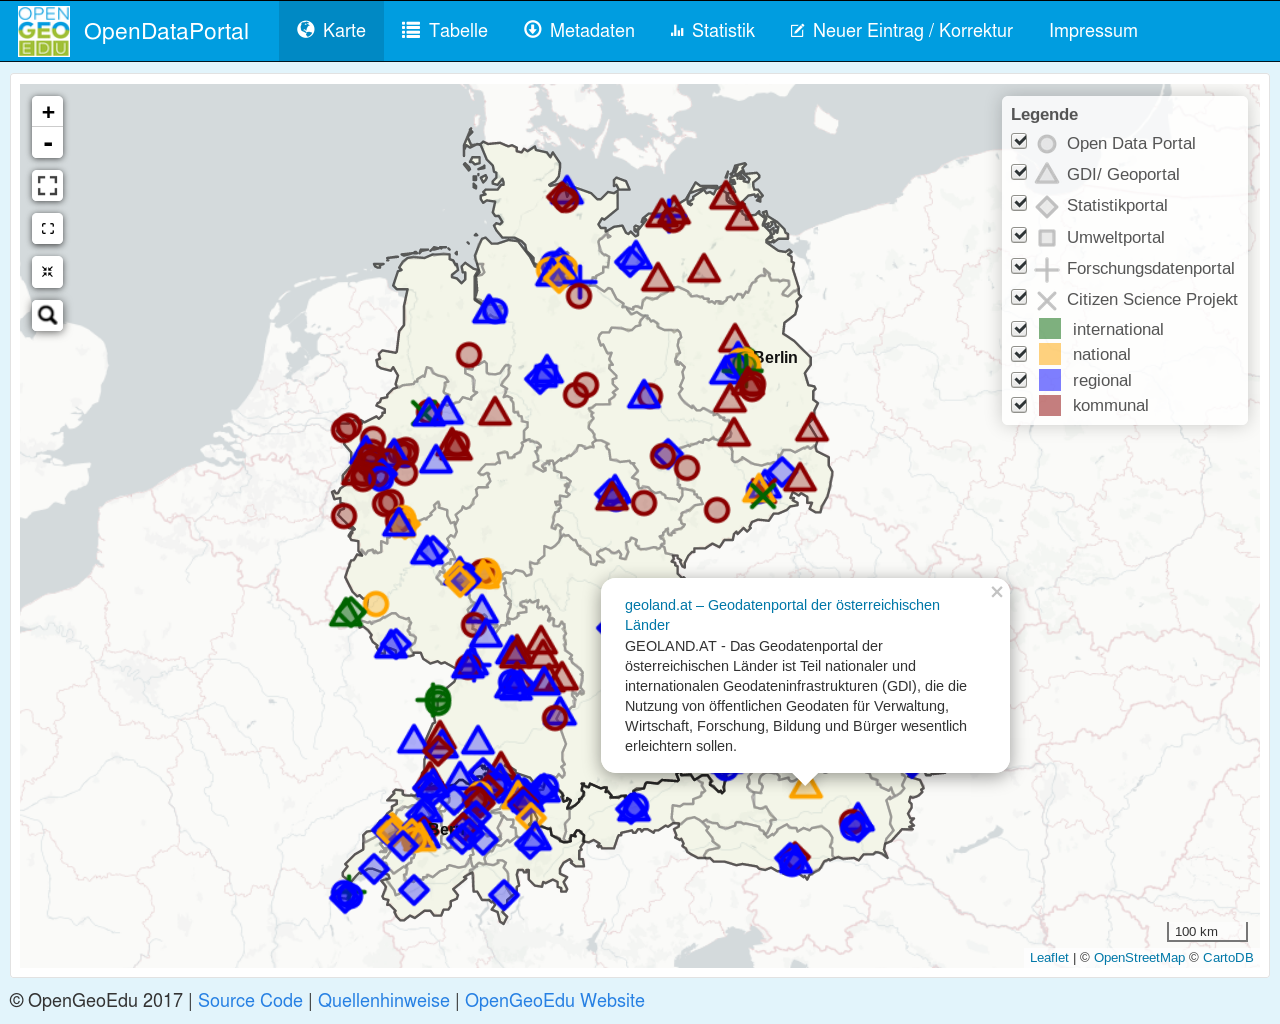 OPEN
GEO
EDU
OpenDataPortal
Karte
Tabelle
Metadaten
Statistik
Neuer Eintrag / Korrektur
Impressum
+
-
Legende
Open Data Portal
GDI/ Geoportal
Statistikportal
Umweltportal
Forschungsdatenportal
Citizen Science Projekt
international
national
regional
kommunal
Berlin
×
geoland.at – Geodatenportal der österreichischen
Länder
GEOLAND.AT - Das Geodatenportal der
österreichischen Länder ist Teil nationaler und
internationalen Geodateninfrastrukturen (GDI), die die
Nutzung von öffentlichen Geodaten für Verwaltung,
Wirtschaft, Forschung, Bildung und Bürger wesentlich
erleichtern sollen.
100 km
Leaflet | © OpenStreetMap © CartoDB
© OpenGeoEdu 2017 | Source Code | Quellenhinweise | OpenGeoEdu Website